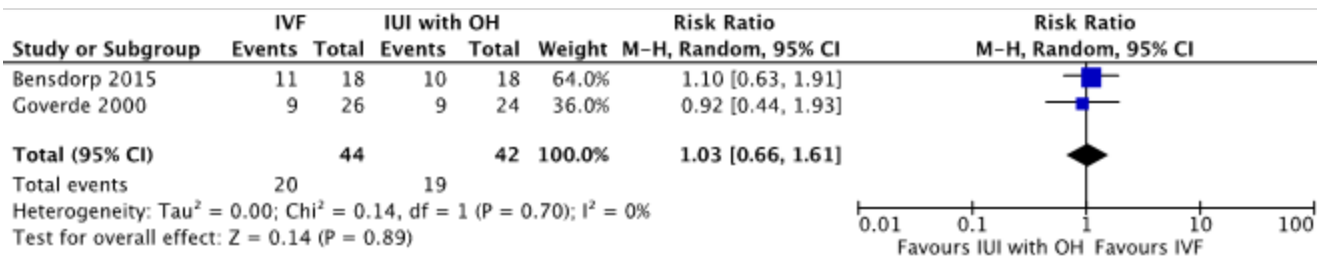 IVF IUI with OH Risk Ratio Risk Ratio
Study or Subgroup Events Total Events Total Weight M-H, Random, 95% CI M-H, Random, 95% CI
Bensdorp 2015 11 18 10 18 64.0% 1.10 [0.63, 1.91]
Goverde 2000 9 26 9 24 36.0% 0.92 [0.44, 1.93]
Total (95% CI) 44 42 100.0% 1.03 [0.66, 1.61]
Total events 20 19
Heterogeneity: Tau² = 0.00; Chi² = 0.14, df = 1 (P = 0.70); I² = 0%
Test for overall effect: Z = 0.14 (P = 0.89)
0.01 0.1 1 10 100
Favours IUI with OH Favours IVF